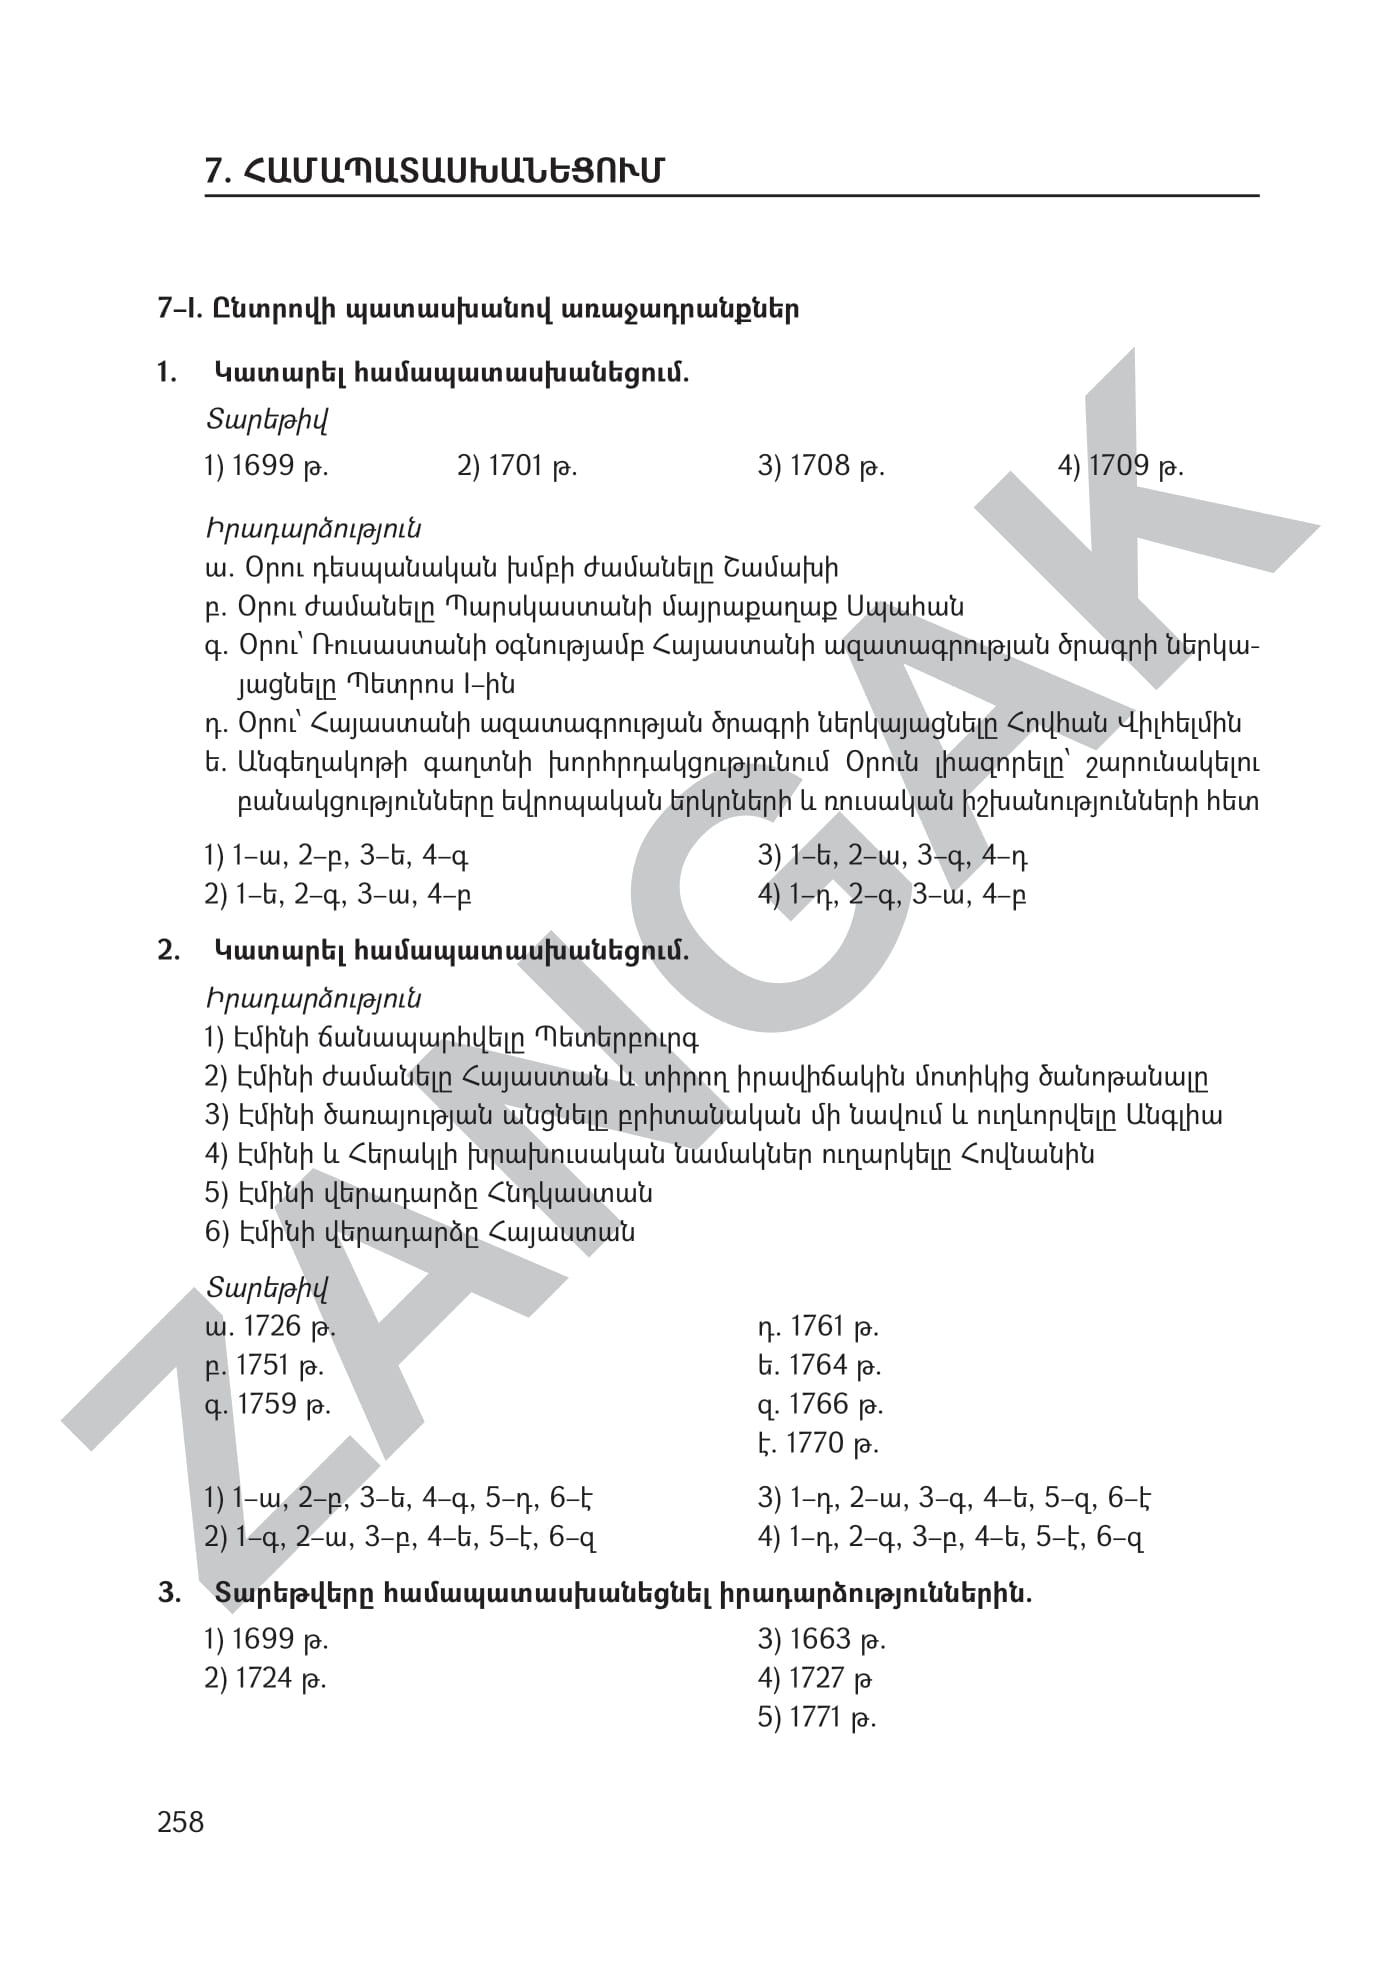 7. ՀԱՄԱՊԱՏԱՍԽԱՆԵՑՈՒՄ
7–I. Ընտրովի պատասխանով առաջադրանքներ
1. Կատարել համապատասխանեցում.
Տարեթիվ
1) 1699 թ. 2) 1701 թ. 3) 1708 թ. 4) 1709 թ.
Իրադարձություն
ա. Օրու դեսպանական խմբի ժամանելը Շամախի
բ. Օրու ժամանելը Պարսկաստանի մայրաքաղաք Սպահան
գ. Օրու՝ Ռուսաստանի օգնությամբ Հայաստանի ազատագրության ծրագրի ներկա-
յացնելը Պետրոս I–ին
դ. Օրու՝ Հայաստանի ազատագրության ծրագրի ներկայացնելը Հովհան Վիլհելմին
ե. Անգեղակոթի գաղտնի խորհրդակցությունում Օրուն լիազորելը՝ շարունակելու
բանակցությունները եվրոպական երկրների և ռուսական իշխանությունների հետ
1) 1–ա, 2–բ, 3–ե, 4–գ 3) 1–ե, 2–ա, 3–գ, 4–դ
2) 1–ե, 2–գ, 3–ա, 4–բ 4) 1–դ, 2–գ, 3–ա, 4–բ
2. Կատարել համապատասխանեցում.
Իրադարձություն
1) Էմինի ճանապարհվելը Պետերբուրգ
2) Էմինի ժամանելը Հայաստան և տիրող իրավիճակին մոտիկից ծանոթանալը
3) Էմինի ծառայության անցնելը բրիտանական մի նավում և ուղևորվելը Անգլիա
4) Էմինի և Հերակլի խրախուսական նամակներ ուղարկելը Հովնանին
5) Էմինի վերադարձը Հնդկաստան
6) Էմինի վերադարձը Հայաստան
Տարեթիվ
ա. 1726 թ. դ. 1761 թ.
բ. 1751 թ. ե. 1764 թ.
գ. 1759 թ. զ. 1766 թ.
է. 1770 թ.
1) 1–ա, 2–բ, 3–ե, 4–գ, 5–դ, 6–է 3) 1–դ, 2–ա, 3–գ, 4–ե, 5–զ, 6–է
2) 1–գ, 2–ա, 3–բ, 4–ե, 5–է, 6–զ 4) 1–դ, 2–գ, 3–բ, 4–ե, 5–է, 6–զ
3. Տարեթվերը համապատասխանեցնել իրադարձություններին.
1) 1699 թ. 3) 1663 թ.
2) 1724 թ. 4) 1727 թ
5) 1771 թ.
258
ZANGAK